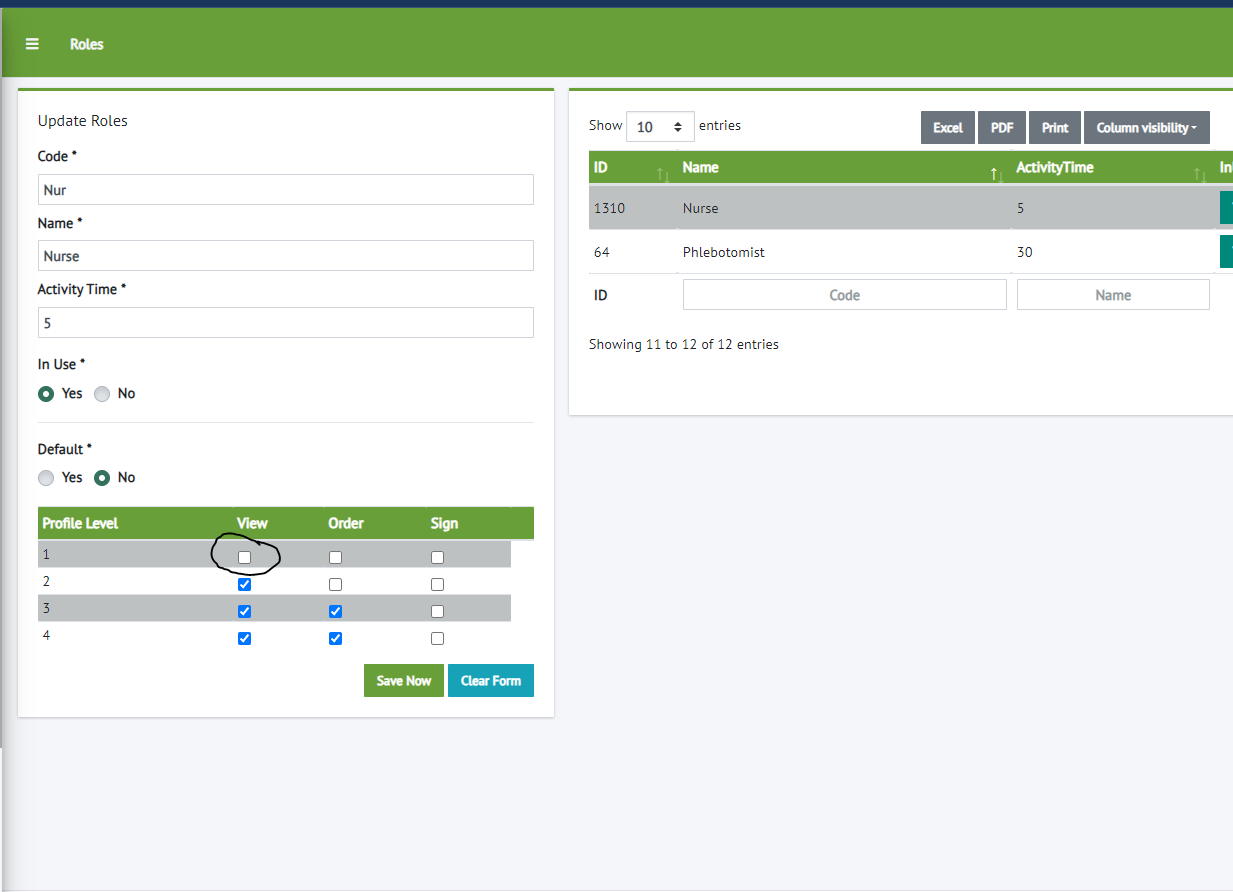 Roles
Update Roles
Code *
Nur
Name *
Nurse
Activity Time *
5
In Use *
Yes No
Default *
Yes No
Profile Level View Order Sign
1
2
3
4
Save Now Clear Form
Show 10 entries
Excel PDF Print Column visibility
ID Name ActivityTime
1310 Nurse 5
64 Phlebotomist 30
ID Code Name
Showing 11 to 12 of 12 entries